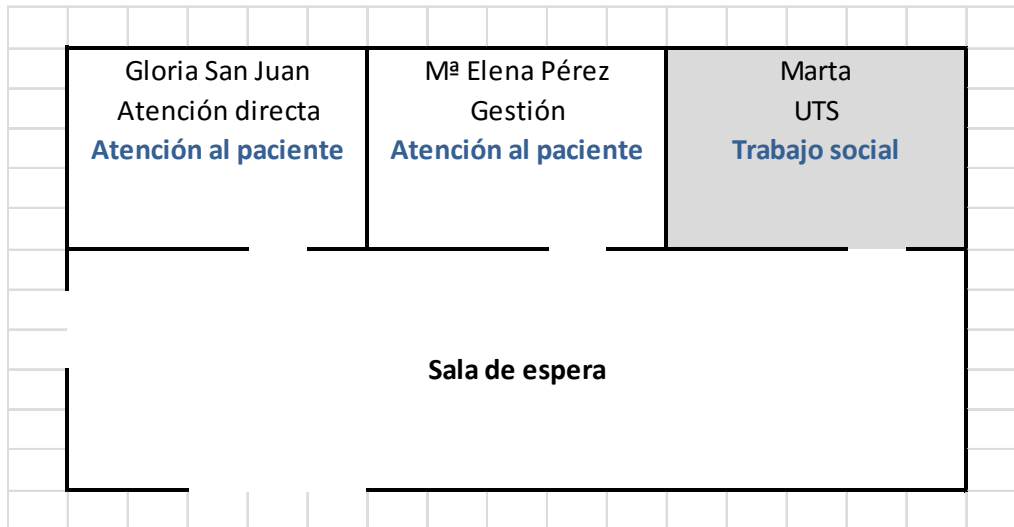 Gloria San Juan
Atención directa
Atención al paciente
Mª Elena Pérez
Gestión
Atención al paciente
Marta
UTS
Trabajo social
Sala de espera